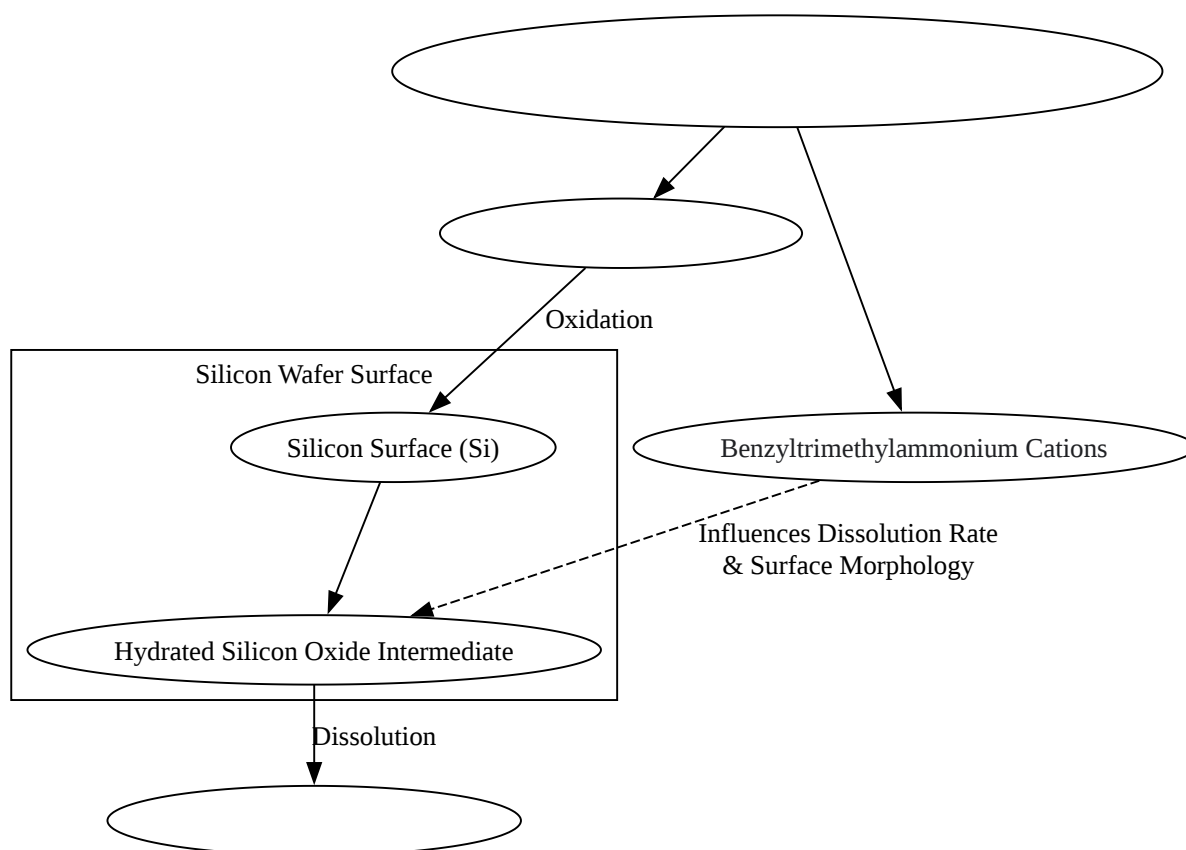 Oxidation
Silicon Wafer Surface
Silicon Surface (Si)
Benzyltrimethylammonium Cations
Influences Dissolution Rate
& Surface Morphology
Hydrated Silicon Oxide Intermediate
Dissolution